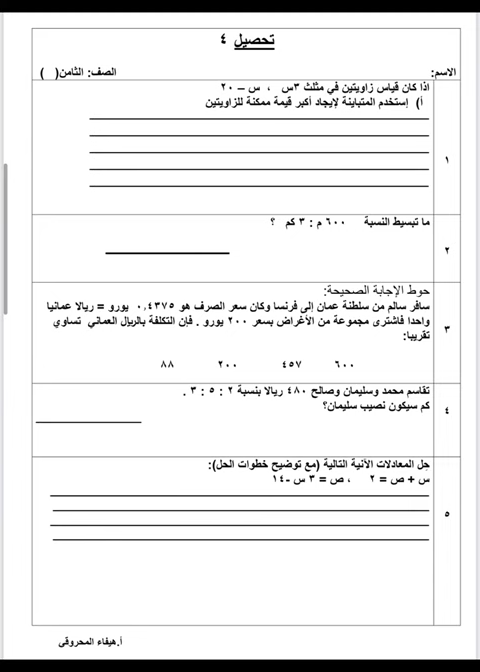 تحصيل ٤
الاسم: الصف: الثامن( )
١
اذا كان قياس زاويتين في مثلث ٣س ، س – ٢٠
أ) إستخدم المتباينة لإيجاد أكبر قيمة ممكنة للزاويتين
٢
ما تبسيط النسبة ٦٠٠ م : ٣ كم ؟
٣
حوط الإجابة الصحيحة:
سافر سالم من سلطنة عمان إلى فرنسا وكان سعر الصرف هو ٠,٤٣٧٥ يورو = ريالا عمانيا
واحدا فاشترى مجموعة من الأغراض بسعر ٢٠٠ يورو . فإن التكلفة بالريال العماني تساوي
تقريبا:
٦٠٠ ٤٥٧ ٢٠٠ ٨٨
٤
تقاسم محمد وسليمان وصالح ٤٨٠ ريالا بنسبة ٢ : ٥ : ٣ .
كم سيكون نصيب سليمان؟
٥
حل المعادلات الآنية التالية (مع توضيح خطوات الحل):
س + ص = ٢ ، ص = ٣ س -١٤
أ.هيفاء المحروقي